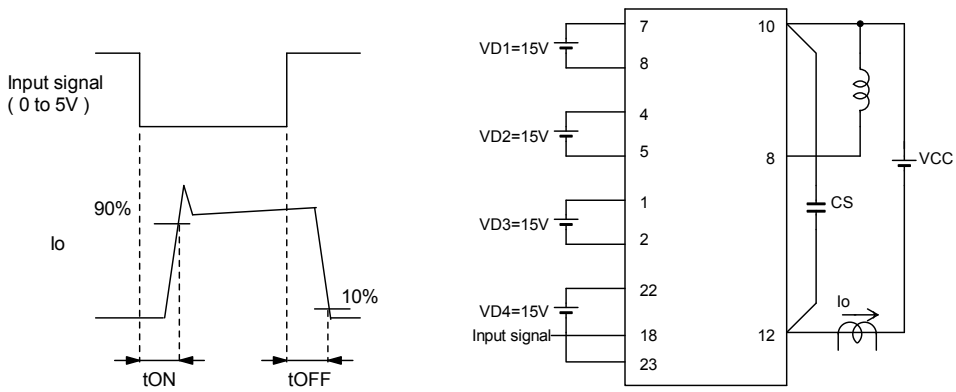 Input signal
( 0 to 5V )
90%
Io
10%
tON
tOFF
VD1=15V
7
8
VD2=15V
4
5
VD3=15V
1
2
VD4=15V
22
Input signal
18
23
10
8
12
VCC
CS
Io